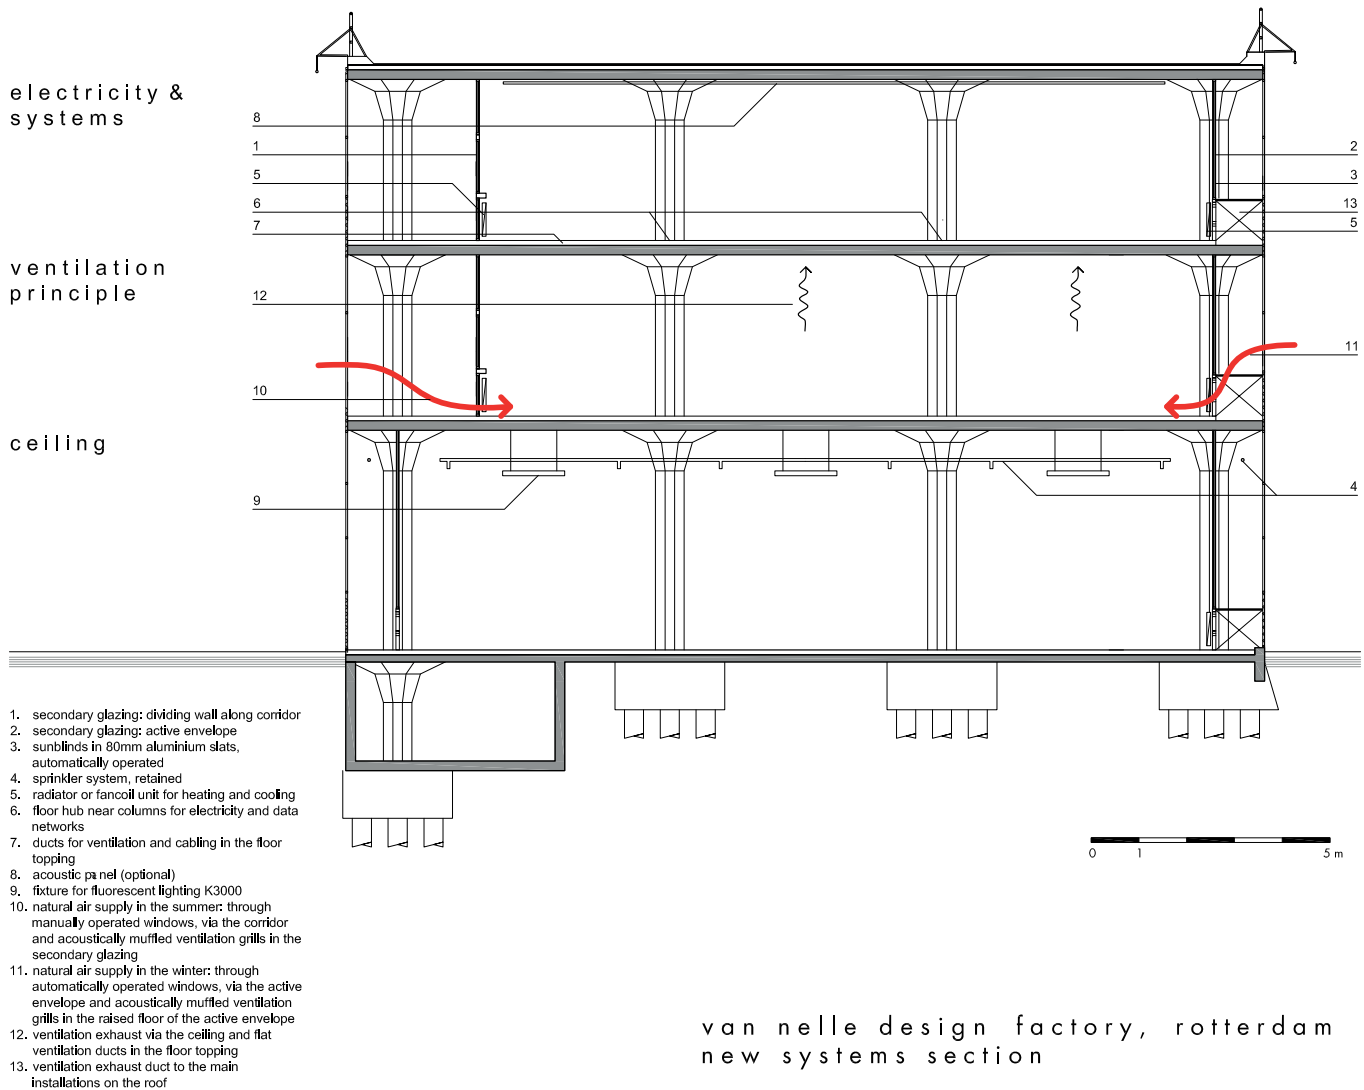 electricity &
systems
8
1
5
6
7
2
3
13
5
ventilation
principle
12
10
11
ceiling
9
4
1. secondary glazing: dividing wall along corridor
2. secondary glazing: active envelope
3. sunblinds in 80mm aluminium slats,
automatically operated
4. sprinkler system, retained
5. radiator or fancoil unit for heating and cooling
6. floor hub near columns for electricity and data
networks
7. ducts for ventilation and cabling in the floor
topping
8. acoustic panel (optional)
9. fixture for fluorescent lighting K3000
10. natural air supply in the summer: through
manually operated windows, via the corridor
and acoustically muffled ventilation grills in the
secondary glazing
11. natural air supply in the winter: through
automatically operated windows, via the active
envelope and acoustically muffled ventilation
grills in the raised floor of the active envelope
12. ventilation exhaust via the ceiling and flat
ventilation ducts in the floor topping
13. ventilation exhaust duct to the main
installations on the roof
0 1 5 m
van nelle design factory, rotterdam
new systems section